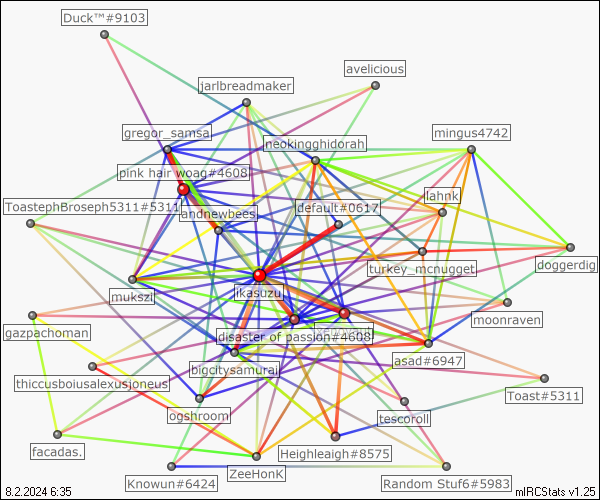 Duck™#9103
avelicious
jarlbreadmaker
gregor_samsa
mingus4742
neokingghidorah
pink hair woag#4608
lahnk
ToastephBroseph5311#5311
default#0617
andnewbees
turkey_mcnugget
doggerdig
ikasuzu
mukszil
moonraven
gazpachoman
disaster of passion#4608
asad#6947
bigcitysamurai
thiccusboiusalexusjoneus
Toast#5311
ogshroom
tescoroll
facadas.
Heighleaigh#8575
ZeeHonK
Knowun#6424
Random Stuf6#5983
8.2.2024 6:35
mIRCStats v1.25